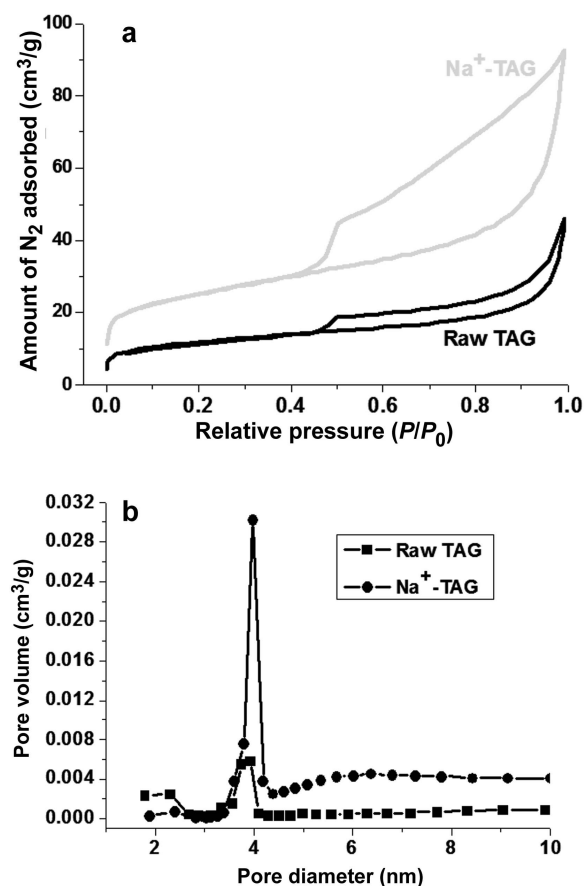 a
Amount of N₂ adsorbed (cm³/g)
100
80
60
40
20
0
Na⁺-TAG
Raw TAG
0.0 0.2 0.4 0.6 0.8 1.0
Relative pressure (P/P₀)
b
Pore volume (cm³/g)
0.032
0.028
0.024
0.020
0.016
0.012
0.008
0.004
0.000
Raw TAG
Na⁺-TAG
2 4 6 8 10
Pore diameter (nm)